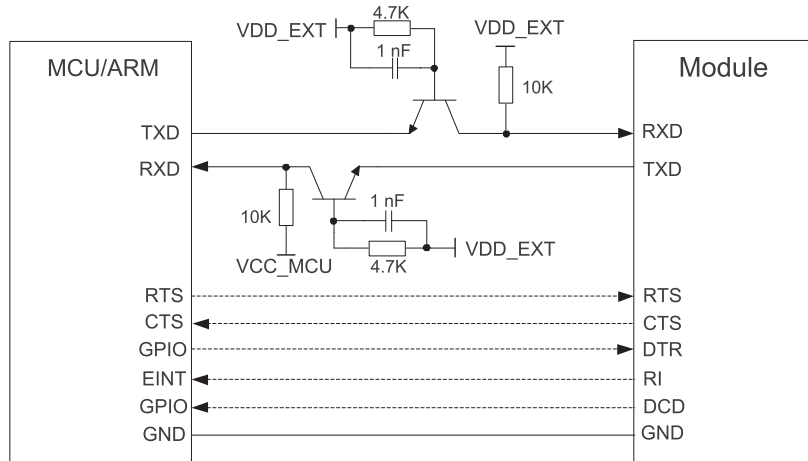 4.7K
VDD_EXT
VDD_EXT
1 nF
MCU/ARM
Module
10K
TXD
RXD
RXD
TXD
1 nF
10K
VDD_EXT
VCC_MCU
4.7K
RTS
RTS
CTS
CTS
GPIO
DTR
EINT
RI
GPIO
DCD
GND
GND